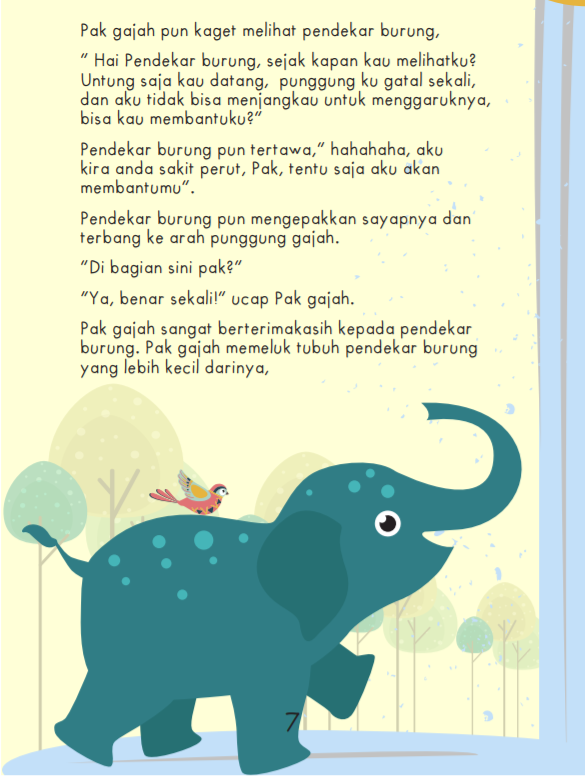 Pak gajah pun kaget melihat pendekar burung,
” Hai Pendekar burung, sejak kapan kau melihatku?
Untung saja kau datang,  punggung ku gatal sekali,
dan aku tidak bisa menjangkau untuk menggaruknya,
bisa kau membantuku?”
Pendekar burung pun tertawa,” hahahaha, aku
kira anda sakit perut, Pak, tentu saja aku akan
membantumu”.
Pendekar burung pun mengepakkan sayapnya dan
terbang ke arah punggung gajah.
”Di bagian sini pak?”
”Ya, benar sekali!” ucap Pak gajah.
Pak gajah sangat berterimakasih kepada pendekar
burung. Pak gajah memeluk tubuh pendekar burung
yang lebih kecil darinya,
7